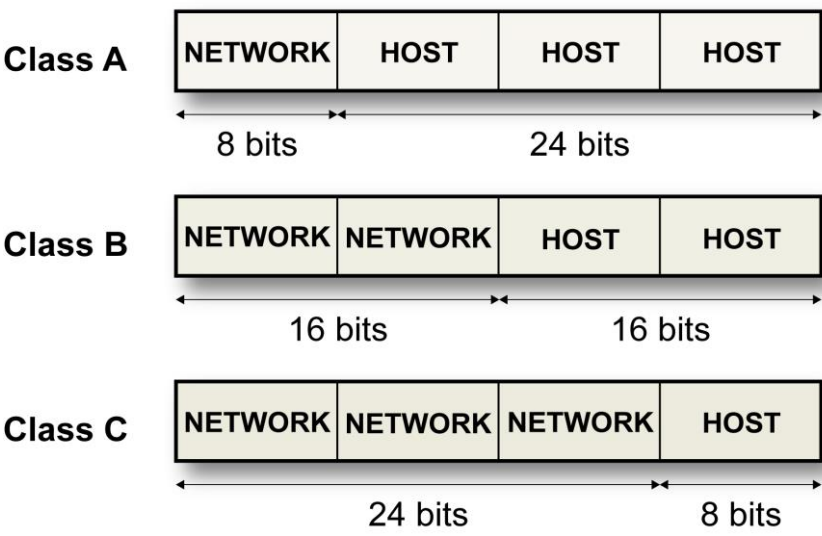 Class A NETWORK HOST HOST HOST
8 bits 24 bits
Class B NETWORK NETWORK HOST HOST
16 bits 16 bits
Class C NETWORK NETWORK NETWORK HOST
24 bits 8 bits